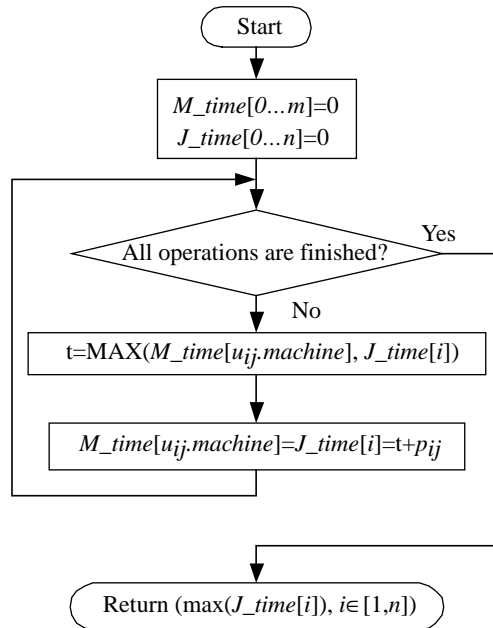 Start
M_time[0...m]=0
J_time[0...n]=0
All operations are finished?
Yes
No
t=MAX(M_time[uij.machine], J_time[i])
M_time[uij.machine]=J_time[i]=t+pij
Return (max(J_time[i]), i∈[1,n])